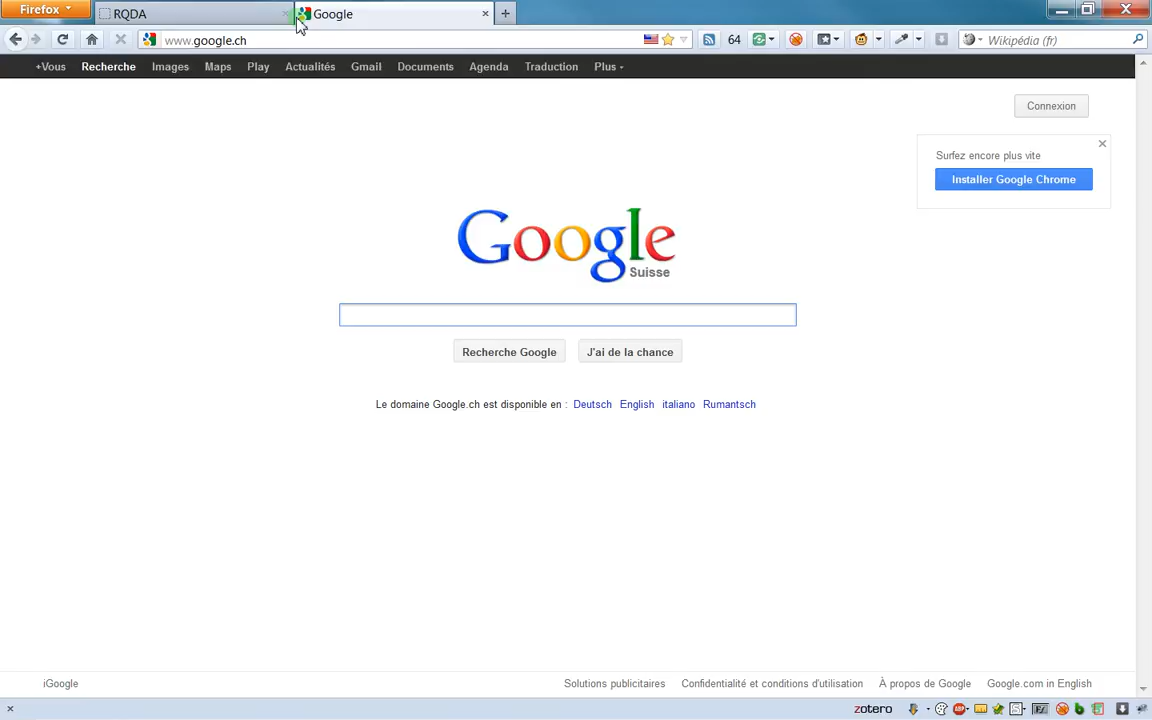 Firefox
RQDA
Google
www.google.ch
64
Wikipédia (fr)
+Vous Recherche Images Maps Play Actualités Gmail Documents Agenda Traduction Plus
Connexion
Surfez encore plus vite
Installer Google Chrome
Google
Suisse
Recherche Google J'ai de la chance
Le domaine Google.ch est disponible en : Deutsch English italiano Rumantsch
iGoogle Solutions publicitaires Confidentialité et conditions d'utilisation À propos de Google Google.com in English
zotero